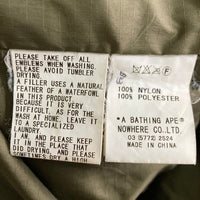 PLEASE TAKE OFF ALL
EMBLEMS WHEN WASHING.
PLEASE AVOID TUMBLER
DRYING.
A FILLER USES A NATURAL
FEATHER OF A WATERFOWL
IN THIS PRODUCT.
BECAUSE IT IS VERY
DIFFICULT, AS FOR THE
WASH AT HOME, LEAVE IT
TO A SPECIALIZED
LAUNDRY.
I AM, AND PLEASE KEEP
IT IN THE PLACE THAT
DID DRYING, AND PLEASE
SOMETIMES DRY A HIGH
F
100% NYLON
100% POLYESTER
"A BATHING APE"
NOWHERE CO.LTD.
03 (5772) 2524
MADE IN CHINA